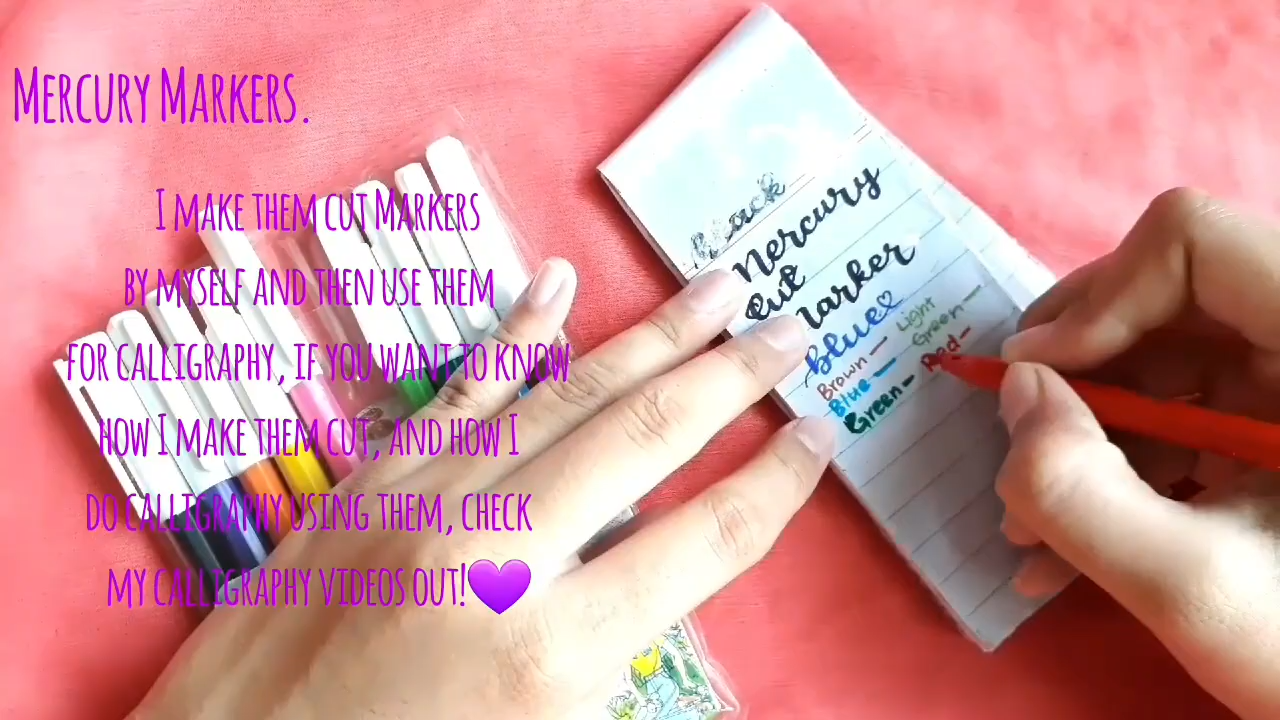 Mercury Markers.
I make them cut Markers
by myself and then use them
for calligraphy, if you want to know
how I make them cut, and how I
do calligraphy using them, check
my calligraphy videos out!💜
Black
Mercury
Cut
Marker
Blue♡
Brown -
Blue -
Green -
Light
Green -
Red -